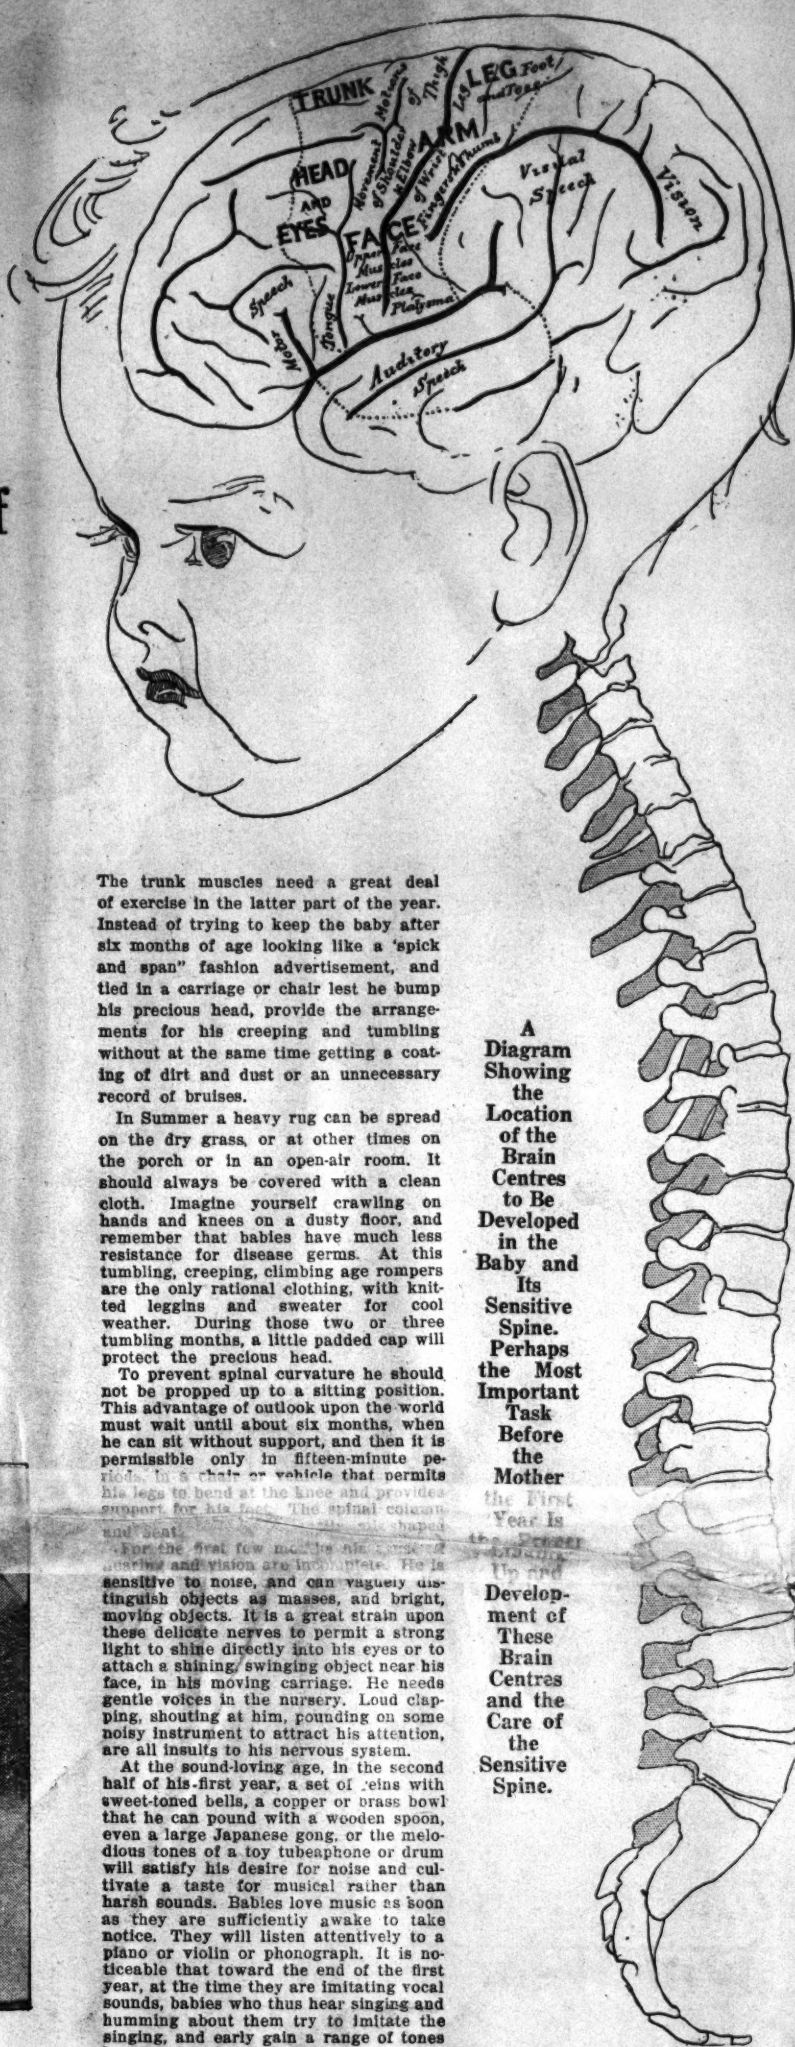 TRUNK
LEG Foot
and Toes
Leg
Motions
of
Thigh
ARM
HEAD
AND
EYES
Movement
of Shoulder
Elbow
of Wrist
Fingers & Thumb
Visual
Speech
Vision
FACE
Upper Face
Muscles
Lower Face
Muscles
Platysma
Speech
Motor
Tongue
Auditory
Speech
f
The trunk muscles need a great deal
of exercise in the latter part of the year.
Instead of trying to keep the baby after
six months of age looking like a 'spick
and span" fashion advertisement, and
tied in a carriage or chair lest he bump
his precious head, provide the arrange-
ments for his creeping and tumbling
without at the same time getting a coat-
ing of dirt and dust or an unnecessary
record of bruises.
In Summer a heavy rug can be spread
on the dry grass, or at other times on
the porch or in an open-air room. It
should always be covered with a clean
cloth. Imagine yourself crawling on
hands and knees on a dusty floor, and
remember that babies have much less
resistance for disease germs. At this
tumbling, creeping, climbing age rompers
are the only rational clothing, with knit-
ted leggins and sweater for cool
weather. During those two or three
tumbling months, a little padded cap will
protect the precious head.
To prevent spinal curvature he should
not be propped up to a sitting position.
This advantage of outlook upon the world
must wait until about six months, when
he can sit without support, and then it is
permissible only in fifteen-minute pe-
riods, in a chair or vehicle that permits
his legs to bend at the knee and provides
support for his feet. The spinal column
and seat.
For the first few months his
hearing and vision are incomplete. He is
sensitive to noise, and can vaguely dis-
tinguish objects as masses, and bright,
moving objects. It is a great strain upon
these delicate nerves to permit a strong
light to shine directly into his eyes or to
attach a shining, swinging object near his
face, in his moving carriage. He needs
gentle voices in the nursery. Loud clap-
ping, shouting at him, pounding on some
noisy instrument to attract his attention,
are all insults to his nervous system.
At the sound-loving age, in the second
half of his first year, a set of reins with
sweet-toned bells, a copper or brass bowl
that he can pound with a wooden spoon,
even a large Japanese gong, or the melo-
dious tones of a toy tubeaphone or drum
will satisfy his desire for noise and cul-
tivate a taste for musical rather than
harsh sounds. Babies love music as soon
as they are sufficiently awake to take
notice. They will listen attentively to a
piano or violin or phonograph. It is no-
ticeable that toward the end of the first
year, at the time they are imitating vocal
sounds, babies who thus hear singing and
humming about them try to imitate the
singing, and early gain a range of tones
A
Diagram
Showing
the
Location
of the
Brain
Centres
to Be
Developed
in the
Baby and
Its
Sensitive
Spine.
Perhaps
the Most
Important
Task
Before
the
Mother
the First
Year Is
the Proper
Up and
Develop-
ment of
These
Brain
Centres
and the
Care of
the
Sensitive
Spine.